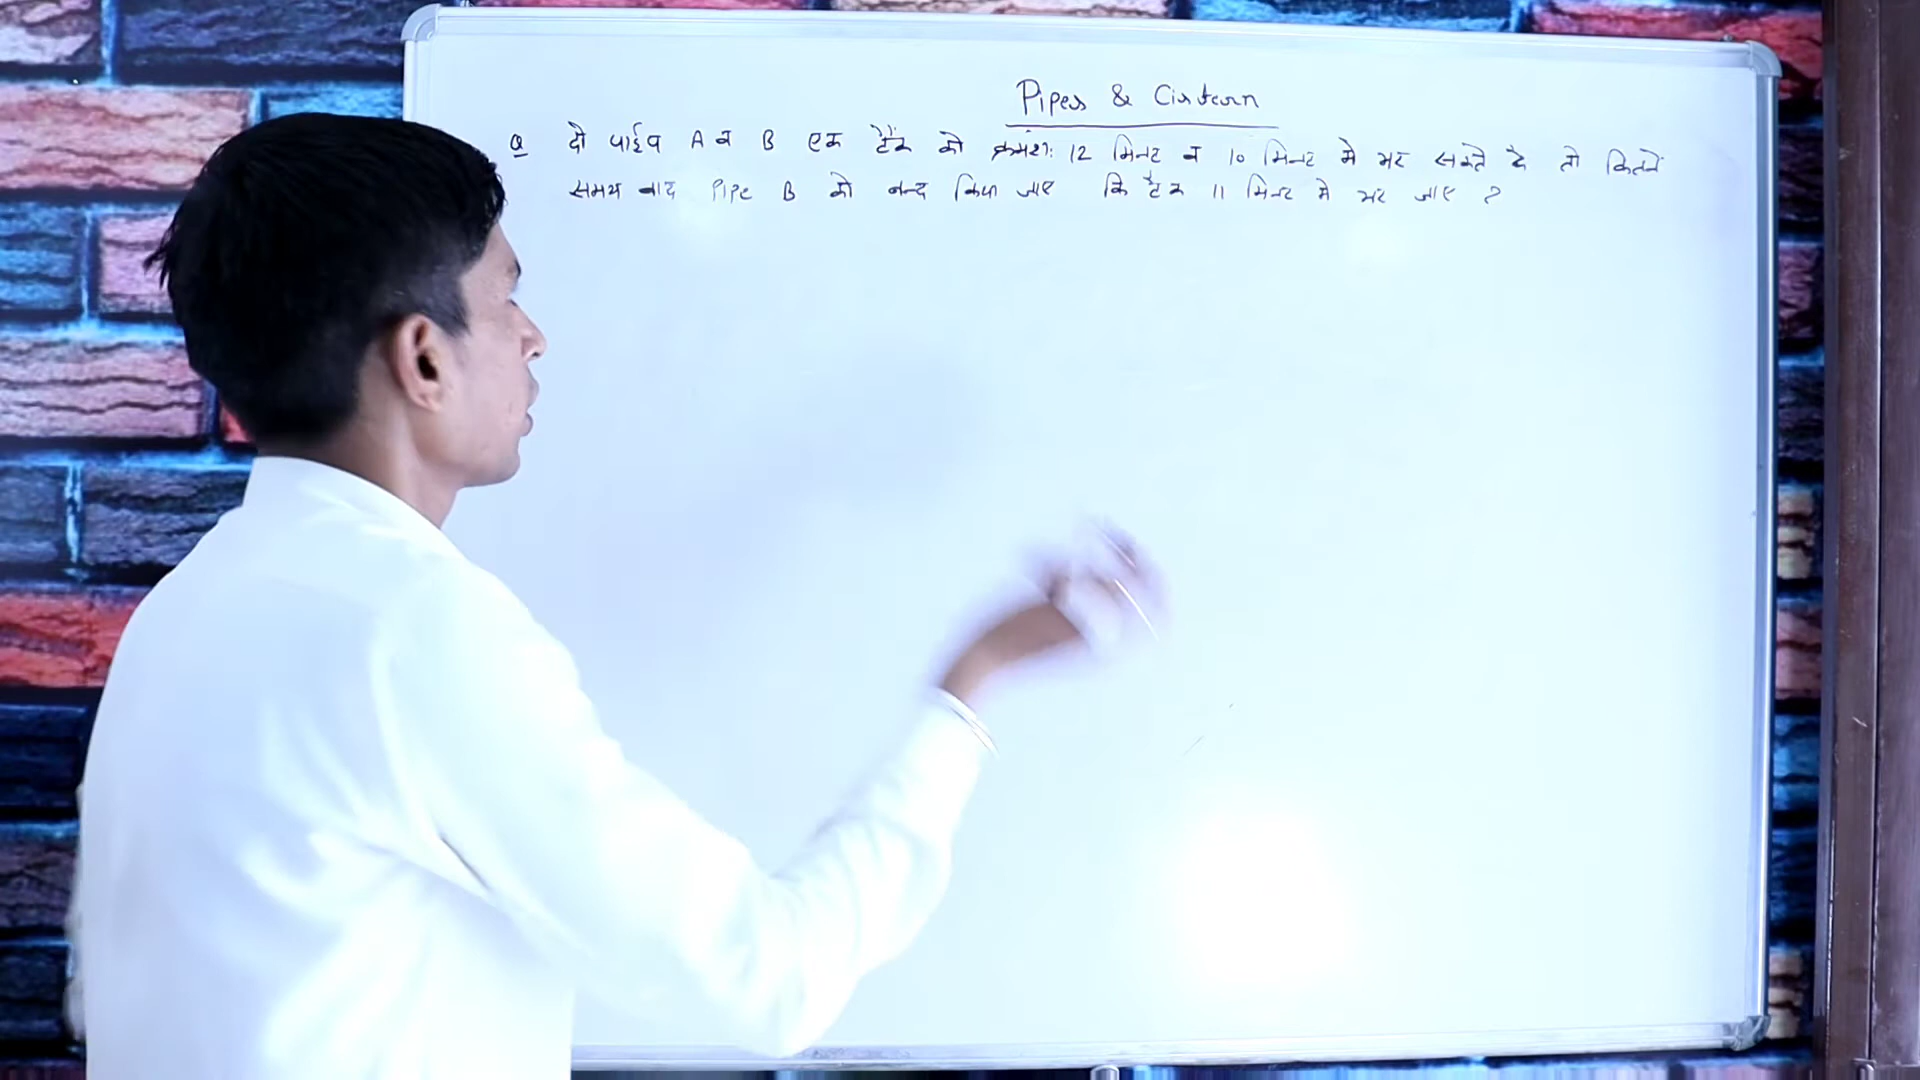 Pipes & Cistern
Q दो पाईप A व B एक टैंक को क्रमश: 12 मिनट व 10 मिनट मे भर सकते है तो कितने
समय बाद Pipe B को बन्द किया जाए कि टैंक 11 मिनट मे भर जाए ?